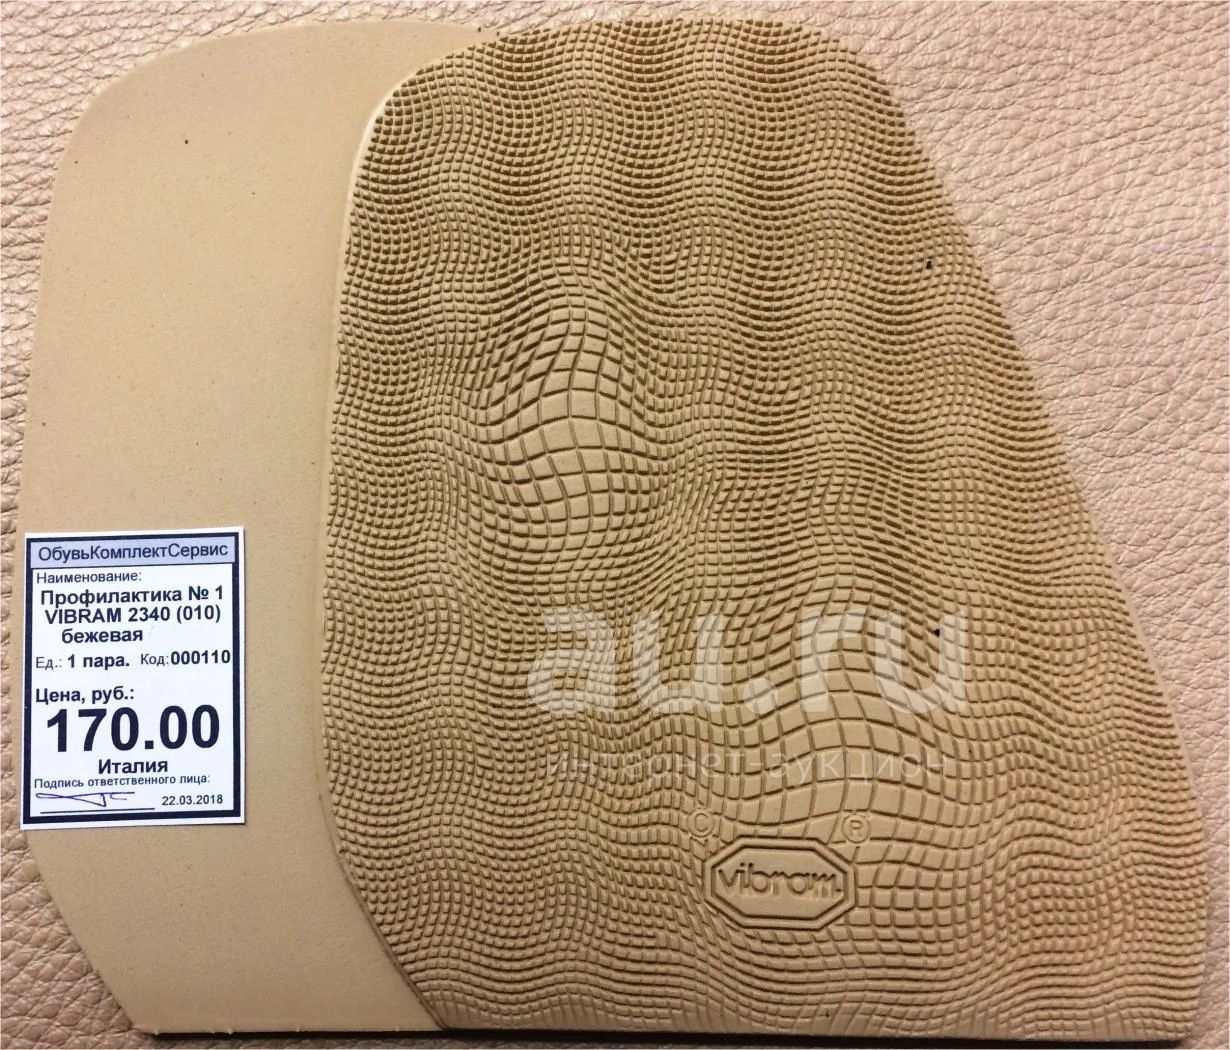 ОбувьКомплектСервис
Наименование:
Профилактика № 1
VIBRAM 2340 (010)
бежевая
Ед.: 1 пара. Код:000110
Цена, руб.:
170.00
Италия
Подпись ответственного лица:
22.03.2018
au.ru
интернет-аукцион
© ®
vibram